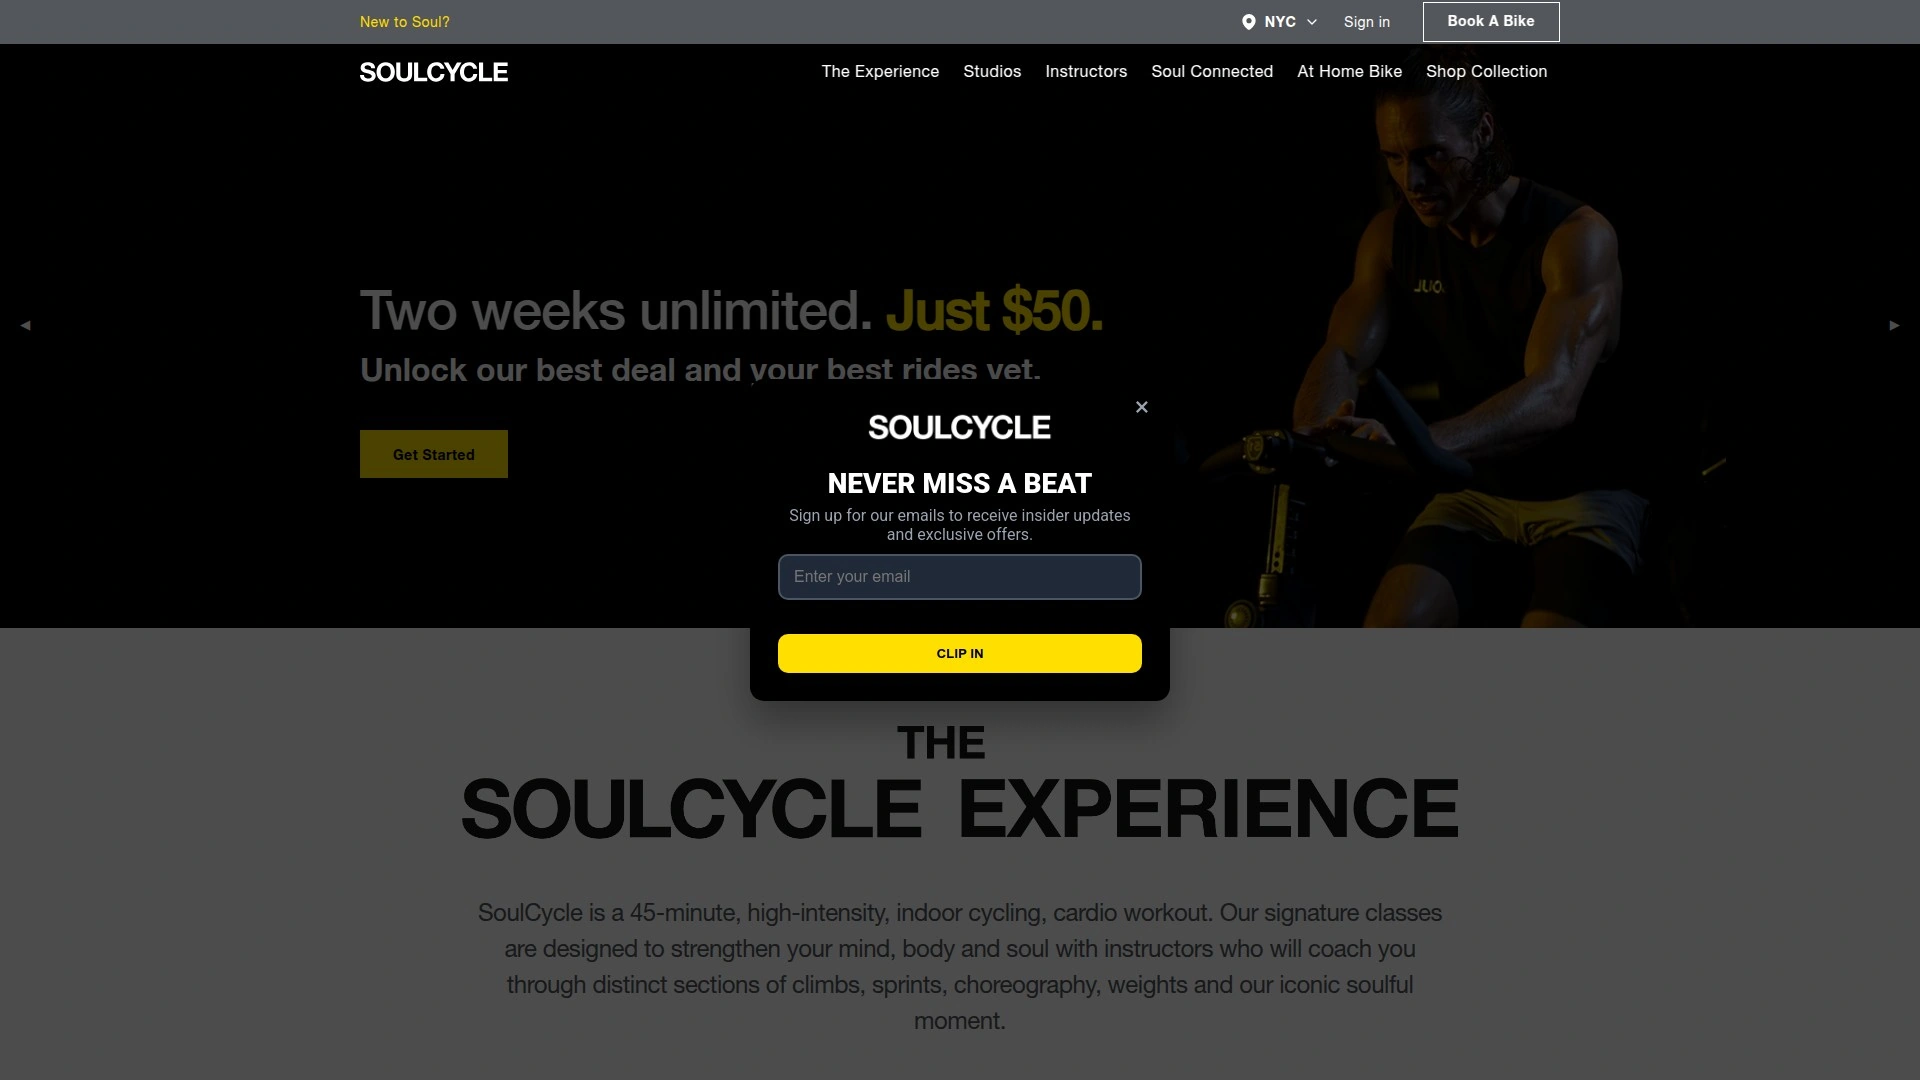 New to Soul?
NYC
Sign in
Book A Bike
SOULCYCLE
The Experience
Studios
Instructors
Soul Connected
At Home Bike
Shop Collection
Two weeks unlimited. Just $50.
Unlock our best deal and your best rides yet.
Get Started
SOULCYCLE
NEVER MISS A BEAT
Sign up for our emails to receive insider updates
and exclusive offers.
Enter your email
CLIP IN
THE
SOULCYCLE EXPERIENCE
SoulCycle is a 45-minute, high-intensity, indoor cycling, cardio workout. Our signature classes
are designed to strengthen your mind, body and soul with instructors who will coach you
through distinct sections of climbs, sprints, choreography, weights and our iconic soulful
moment.